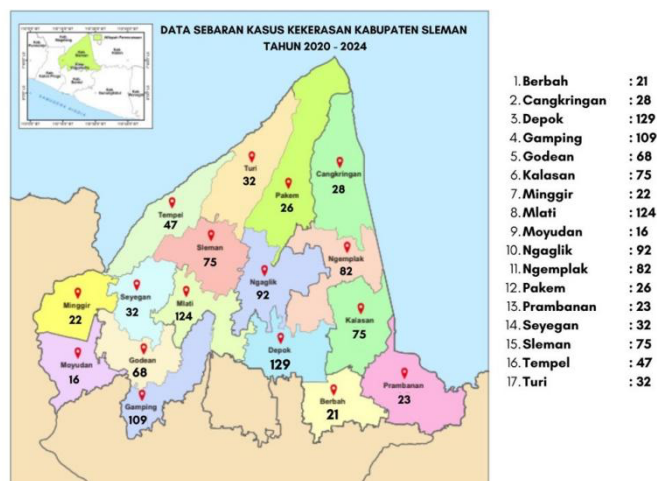 DATA SEBARAN KASUS KEKERASAN KABUPATEN SLEMAN
TAHUN 2020 - 2024
Turi
32
Cangkringan
28
Pakem
26
Tempel
47
Sleman
75
Ngemplak
82
Ngaglik
92
Seyegan
32
Mlati
124
Minggir
22
Kalasan
75
Depok
129
Godean
68
Moyudan
16
Prambanan
23
Gamping
109
Berbah
21
1. Berbah : 21
2. Cangkringan : 28
3. Depok : 129
4. Gamping : 109
5. Godean : 68
6. Kalasan : 75
7. Minggir : 22
8. Mlati : 124
9. Moyudan : 16
10. Ngaglik : 92
11. Ngemplak : 82
12. Pakem : 26
13. Prambanan : 23
14. Seyegan : 32
15. Sleman : 75
16. Tempel : 47
17. Turi : 32